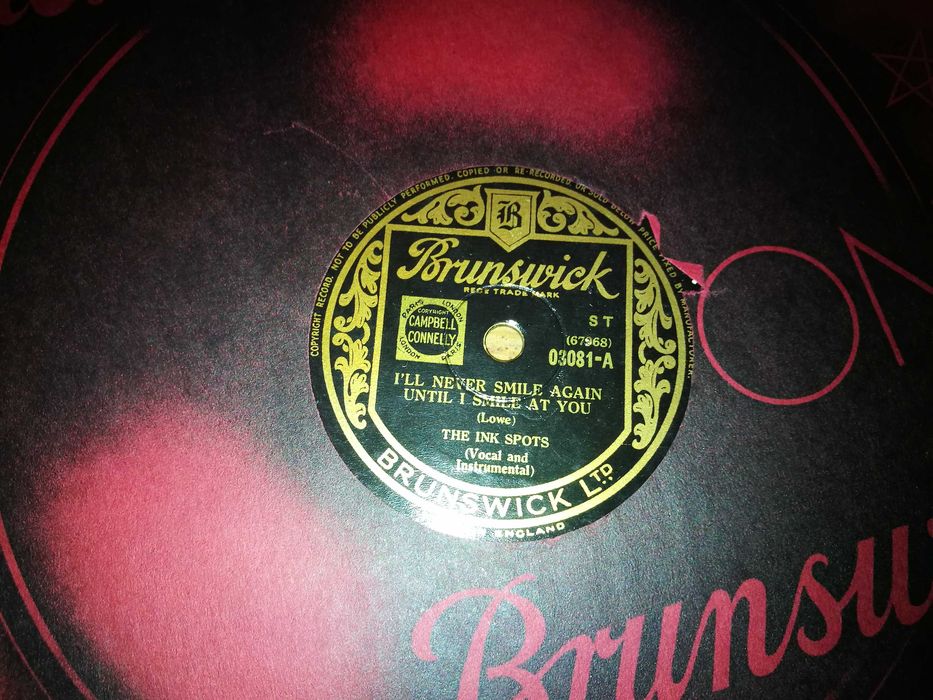 COPYRIGHT RECORD. NOT TO BE PUBLICLY PERFORMED. COPIED OR RE-RECORDED OR SOLD BELOW PRICE FIXED BY MANUFACTURER.
B
Brunswick
REGD TRADE MARK
PARIS LONDON
COPYRIGHT
CAMPBELL
CONNELLY
LONDON PARIS
ST
(67968)
03081-A
I'LL NEVER SMILE AGAIN
UNTIL I SMILE AT YOU
(Lowe)
THE INK SPOTS
(Vocal and
Instrumental)
BRUNSWICK LTD
ENGLAND
ON
Brunsw